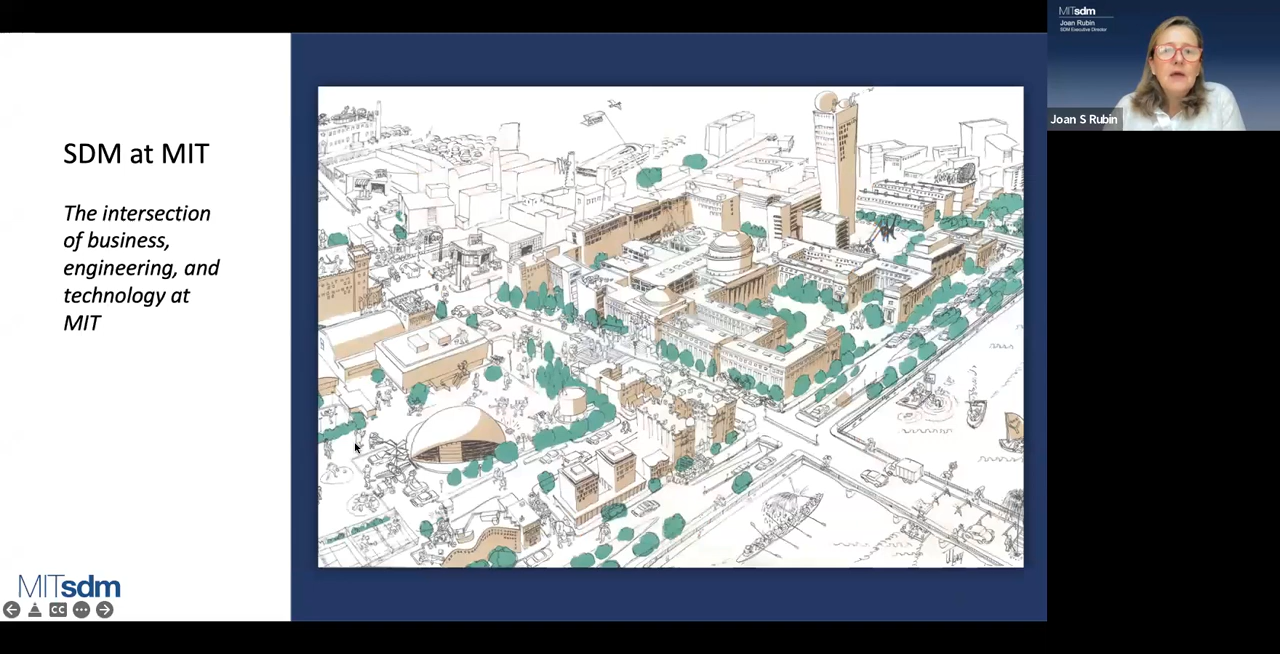 SDM at MIT
The intersection
of business,
engineering, and
technology at
MIT
MITsdm
CC
MITsdm
Joan Rubin
SDM Executive Director
Joan S Rubin